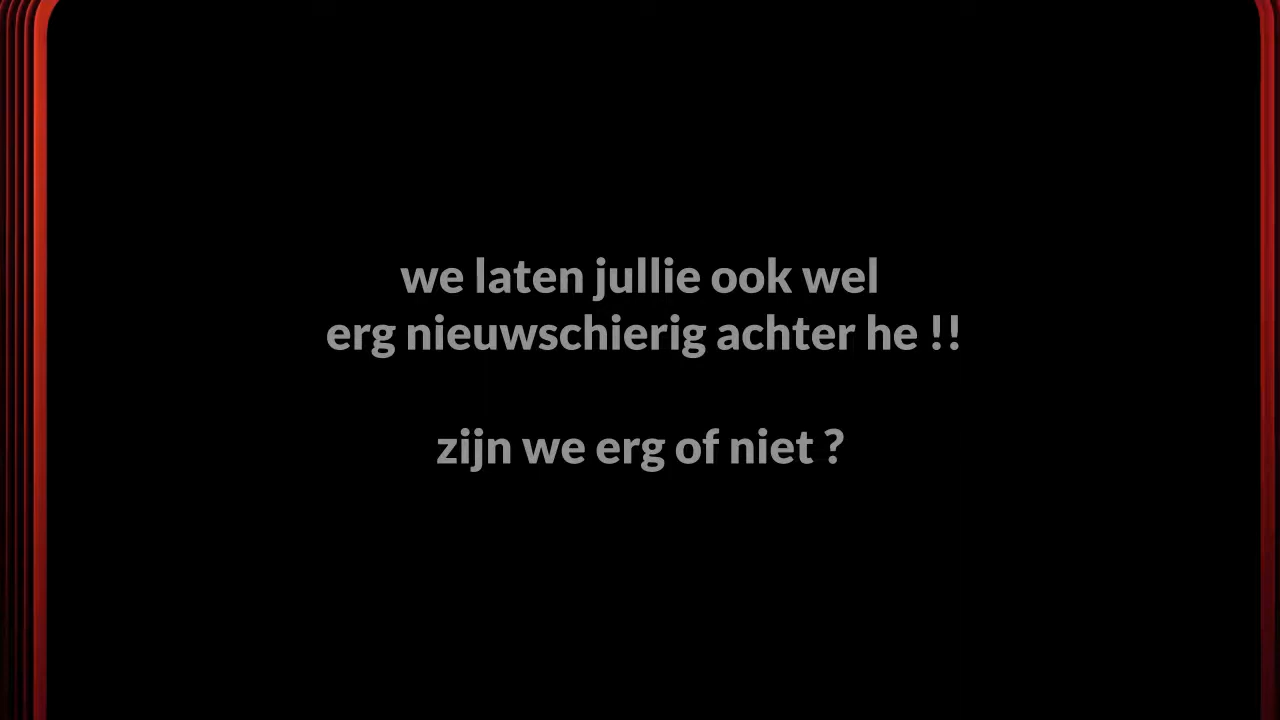 we laten jullie ook wel
erg nieuwschierig achter he !!
zijn we erg of niet ?